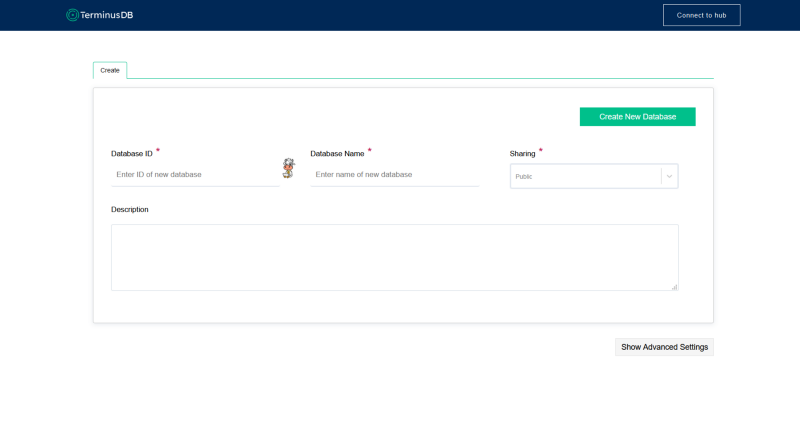 TerminusDB
Connect to hub
Create
Create New Database
Database ID *
Database Name *
Sharing *
Enter ID of new database
Enter name of new database
Public
Description
Show Advanced Settings